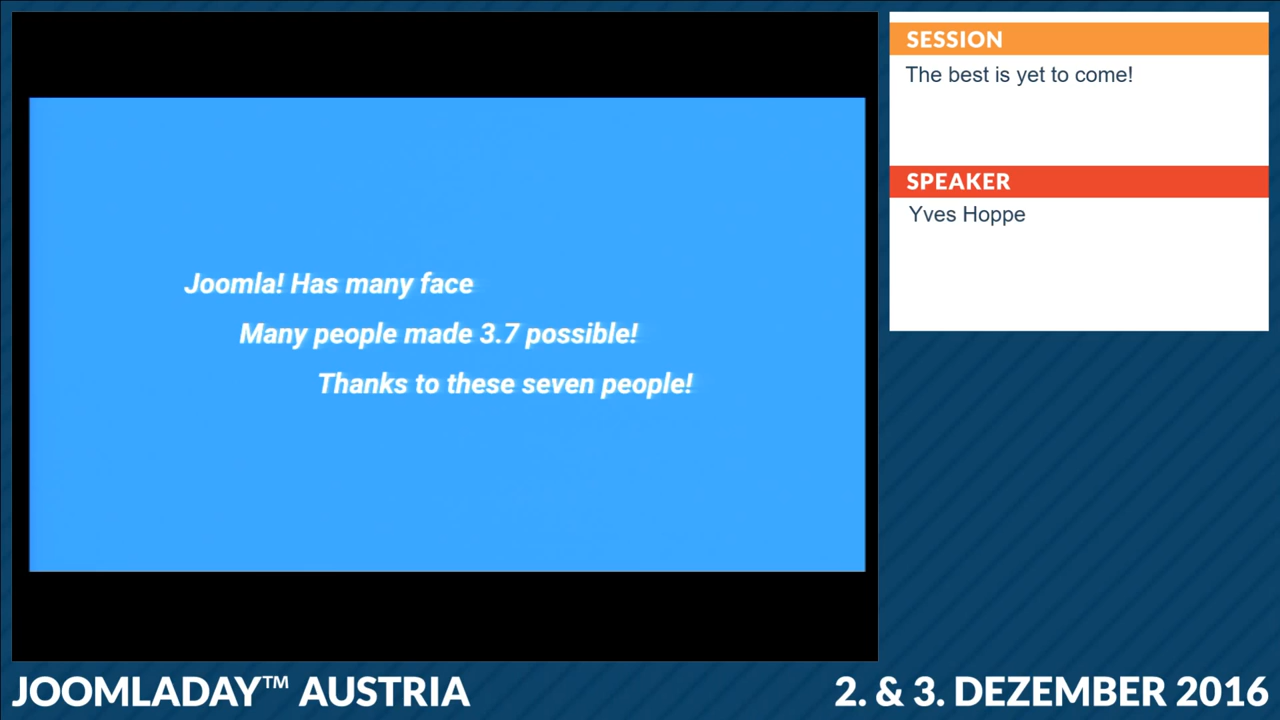 Joomla! Has many face
Many people made 3.7 possible!
Thanks to these seven people!
SESSION
The best is yet to come!
SPEAKER
Yves Hoppe
JOOMLADAY™ AUSTRIA
2. & 3. DEZEMBER 2016